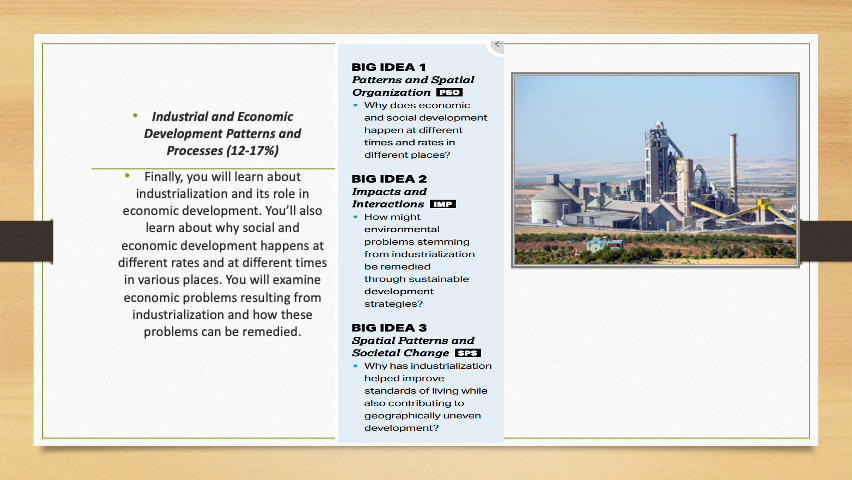 • Industrial and Economic
Development Patterns and
Processes (12-17%)
• Finally, you will learn about
industrialization and its role in
economic development. You'll also
learn about why social and
economic development happens at
different rates and at different times
in various places. You will examine
economic problems resulting from
industrialization and how these
problems can be remedied.
BIG IDEA 1
Patterns and Spatial
Organization PSO
• Why does economic
and social development
happen at different
times and rates in
different places?
BIG IDEA 2
Impacts and
Interactions IMP
• How might
environmental
problems stemming
from industrialization
be remedied
through sustainable
development
strategies?
BIG IDEA 3
Spatial Patterns and
Societal Change SPS
• Why has industrialization
helped improve
standards of living while
also contributing to
geographically uneven
development?